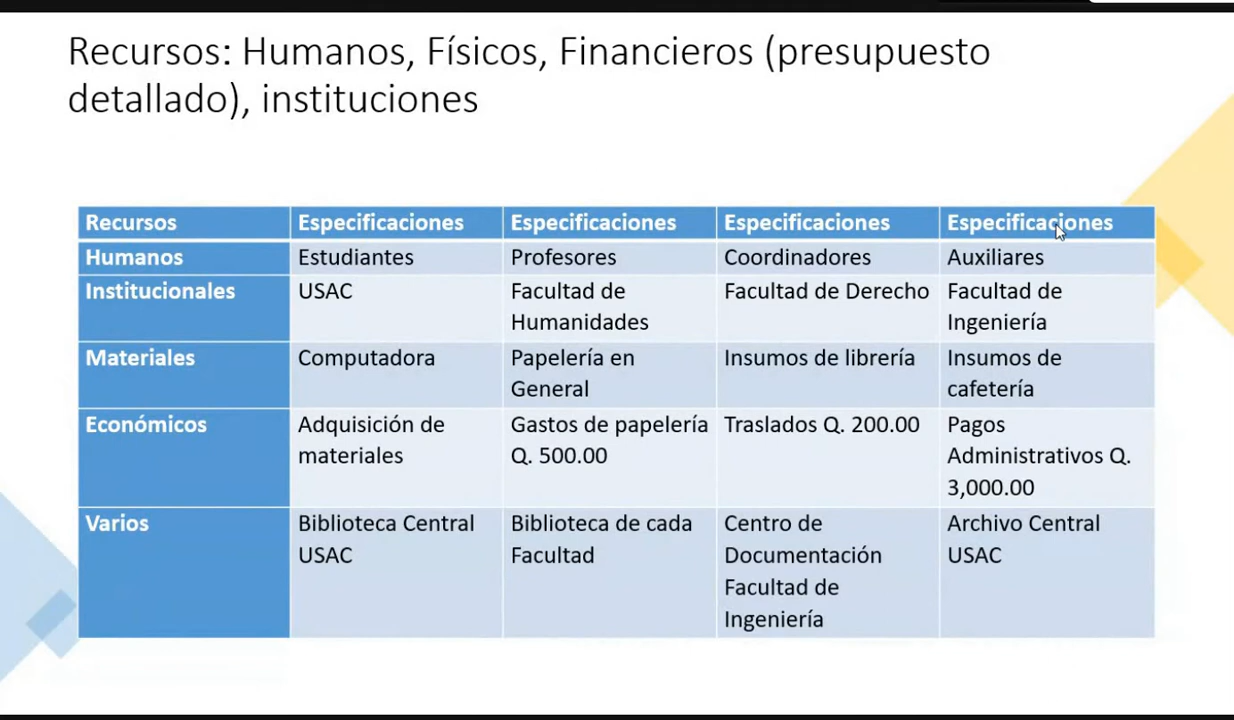 Recursos: Humanos, Físicos, Financieros (presupuesto
detallado), instituciones
Recursos
Especificaciones
Especificaciones
Especificaciones
Especificaciones
Humanos
Estudiantes
Profesores
Coordinadores
Auxiliares
Institucionales
USAC
Facultad de
Humanidades
Facultad de Derecho
Facultad de
Ingeniería
Materiales
Computadora
Papelería en
General
Insumos de librería
Insumos de
cafetería
Económicos
Adquisición de
materiales
Gastos de papelería
Q. 500.00
Traslados Q. 200.00
Pagos
Administrativos Q.
3,000.00
Varios
Biblioteca Central
USAC
Biblioteca de cada
Facultad
Centro de
Documentación
Facultad de
Ingeniería
Archivo Central
USAC